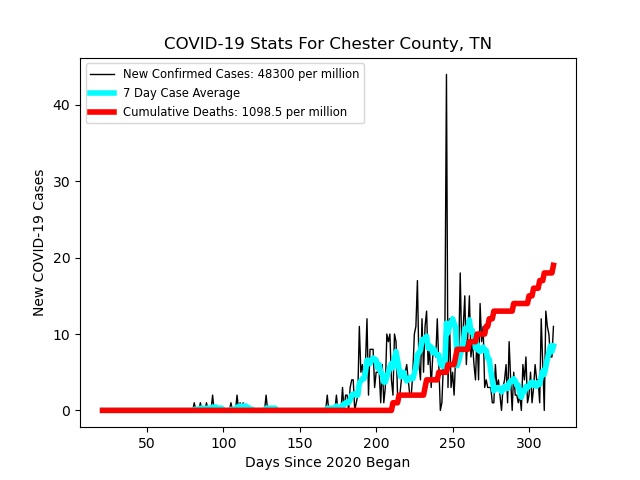 COVID-19 Stats For Chester County, TN
New Confirmed Cases: 48300 per million
7 Day Case Average
Cumulative Deaths: 1098.5 per million
New COVID-19 Cases
40
30
20
10
0
50 100 150 200 250 300
Days Since 2020 Began